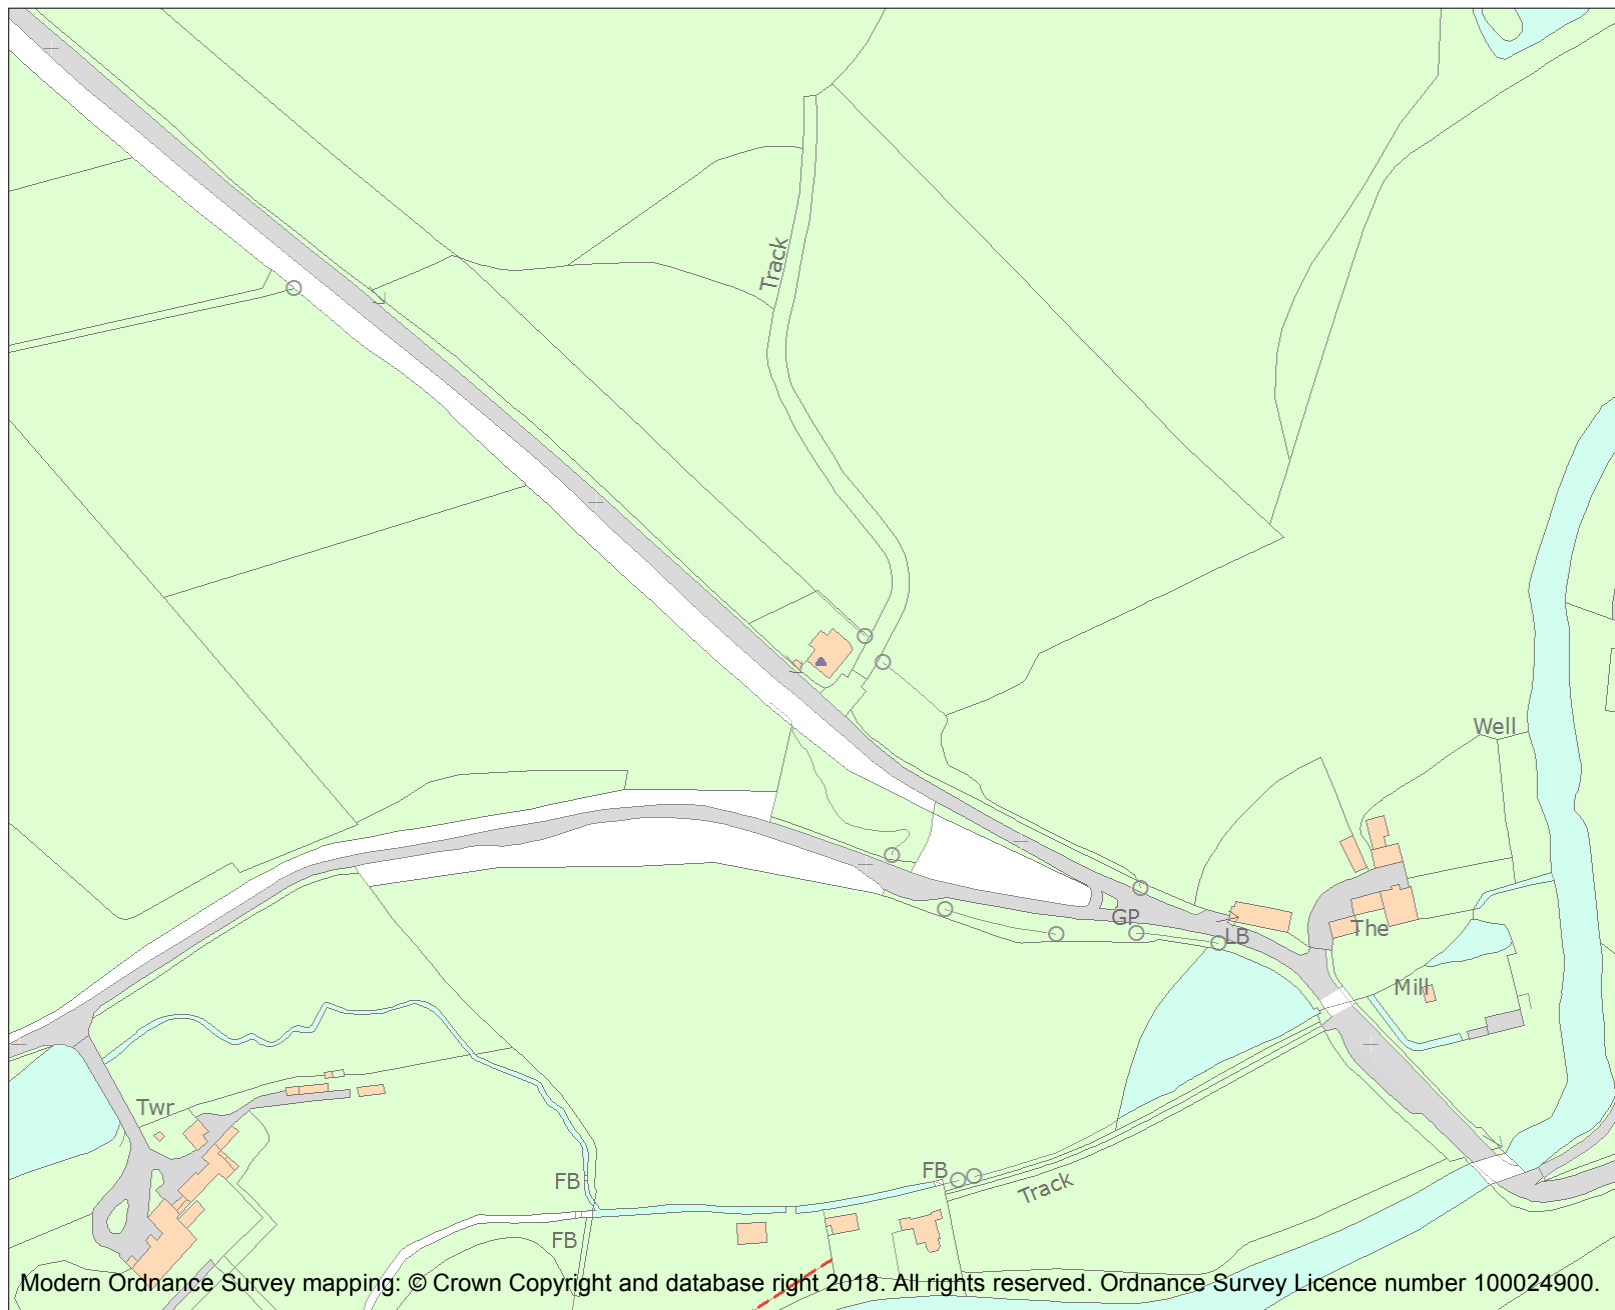 Track
Well
GP
LB
The
Mill
Twr
FB
FB
Track
FB
Modern Ordnance Survey mapping: © Crown Copyright and database right 2018. All rights reserved. Ordnance Survey Licence number 100024900.